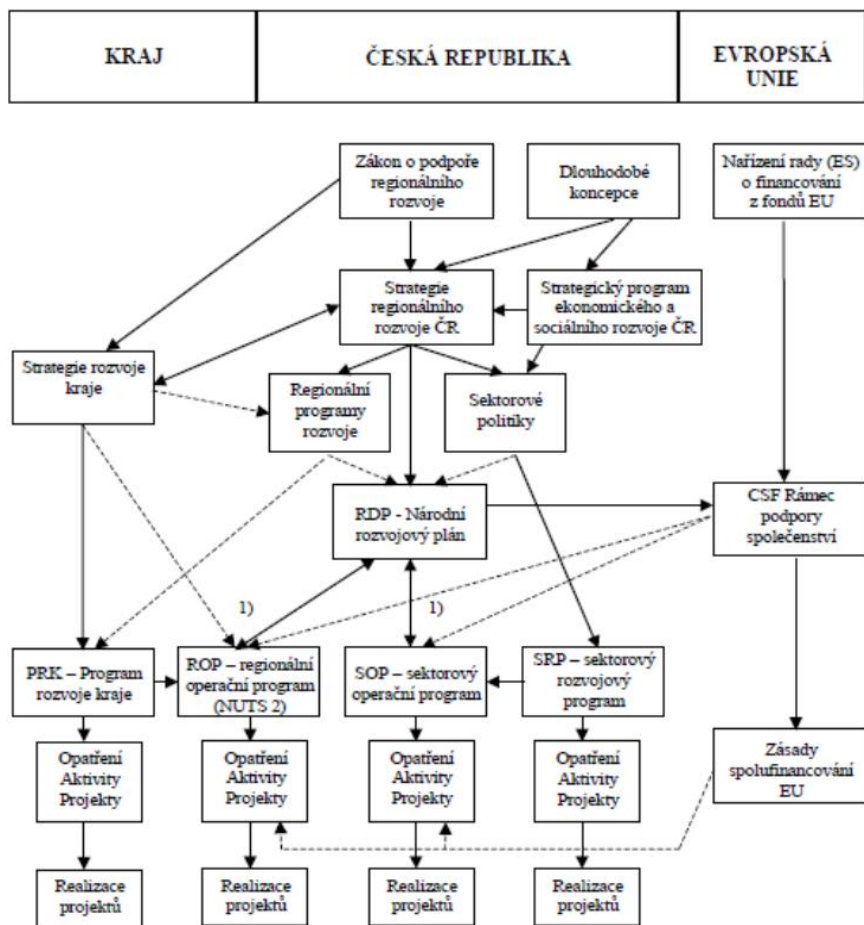 KRAJ
ČESKÁ REPUBLIKA
EVROPSKÁ
UNIE
Zákon o podpoře
regionálního
rozvoje
Dlouhodobé
koncepce
Nařízení rady (ES)
o financování
z fondů EU
Strategie
regionálního
rozvoje ČR
Strategický program
ekonomického a
sociálního rozvoje ČR
Strategie rozvoje
kraje
Regionální
programy
rozvoje
Sektorové
politiky
RDP - Národní
rozvojový plán
CSF Rámec
podpory
společenství
1)
1)
PRK – Program
rozvoje kraje
ROP – regionální
operační program
(NUTS 2)
SOP – sektorový
operační program
SRP – sektorový
rozvojový
program
Opatření
Aktivity
Projekty
Opatření
Aktivity
Projekty
Opatření
Aktivity
Projekty
Opatření
Aktivity
Projekty
Zásady
spolufinancování
EU
Realizace
projektů
Realizace
projektů
Realizace
projektů
Realizace
projektů